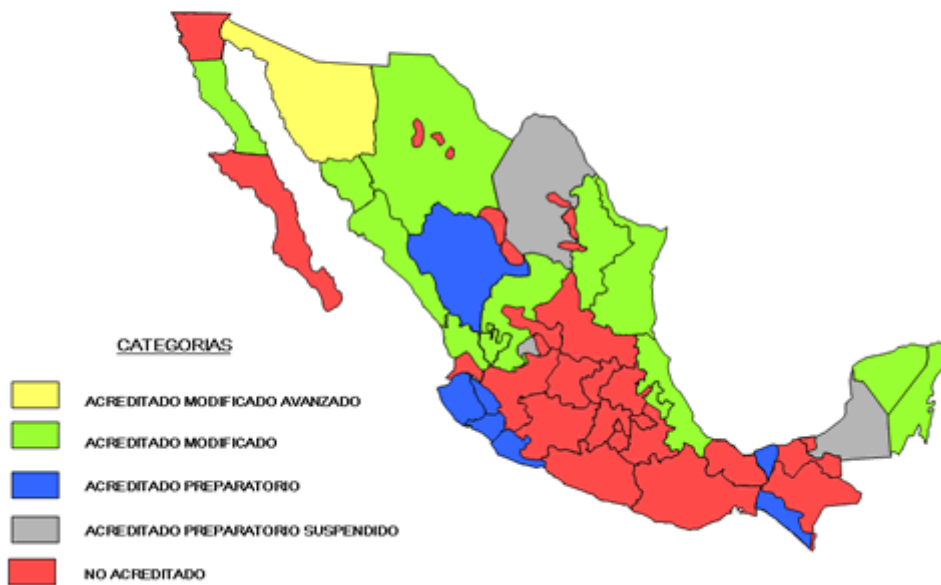 CATEGORIAS
ACREDITADO MODIFICADO AVANZADO
ACREDITADO MODIFICADO
ACREDITADO PREPARATORIO
ACREDITADO PREPARATORIO SUSPENDIDO
NO ACREDITADO